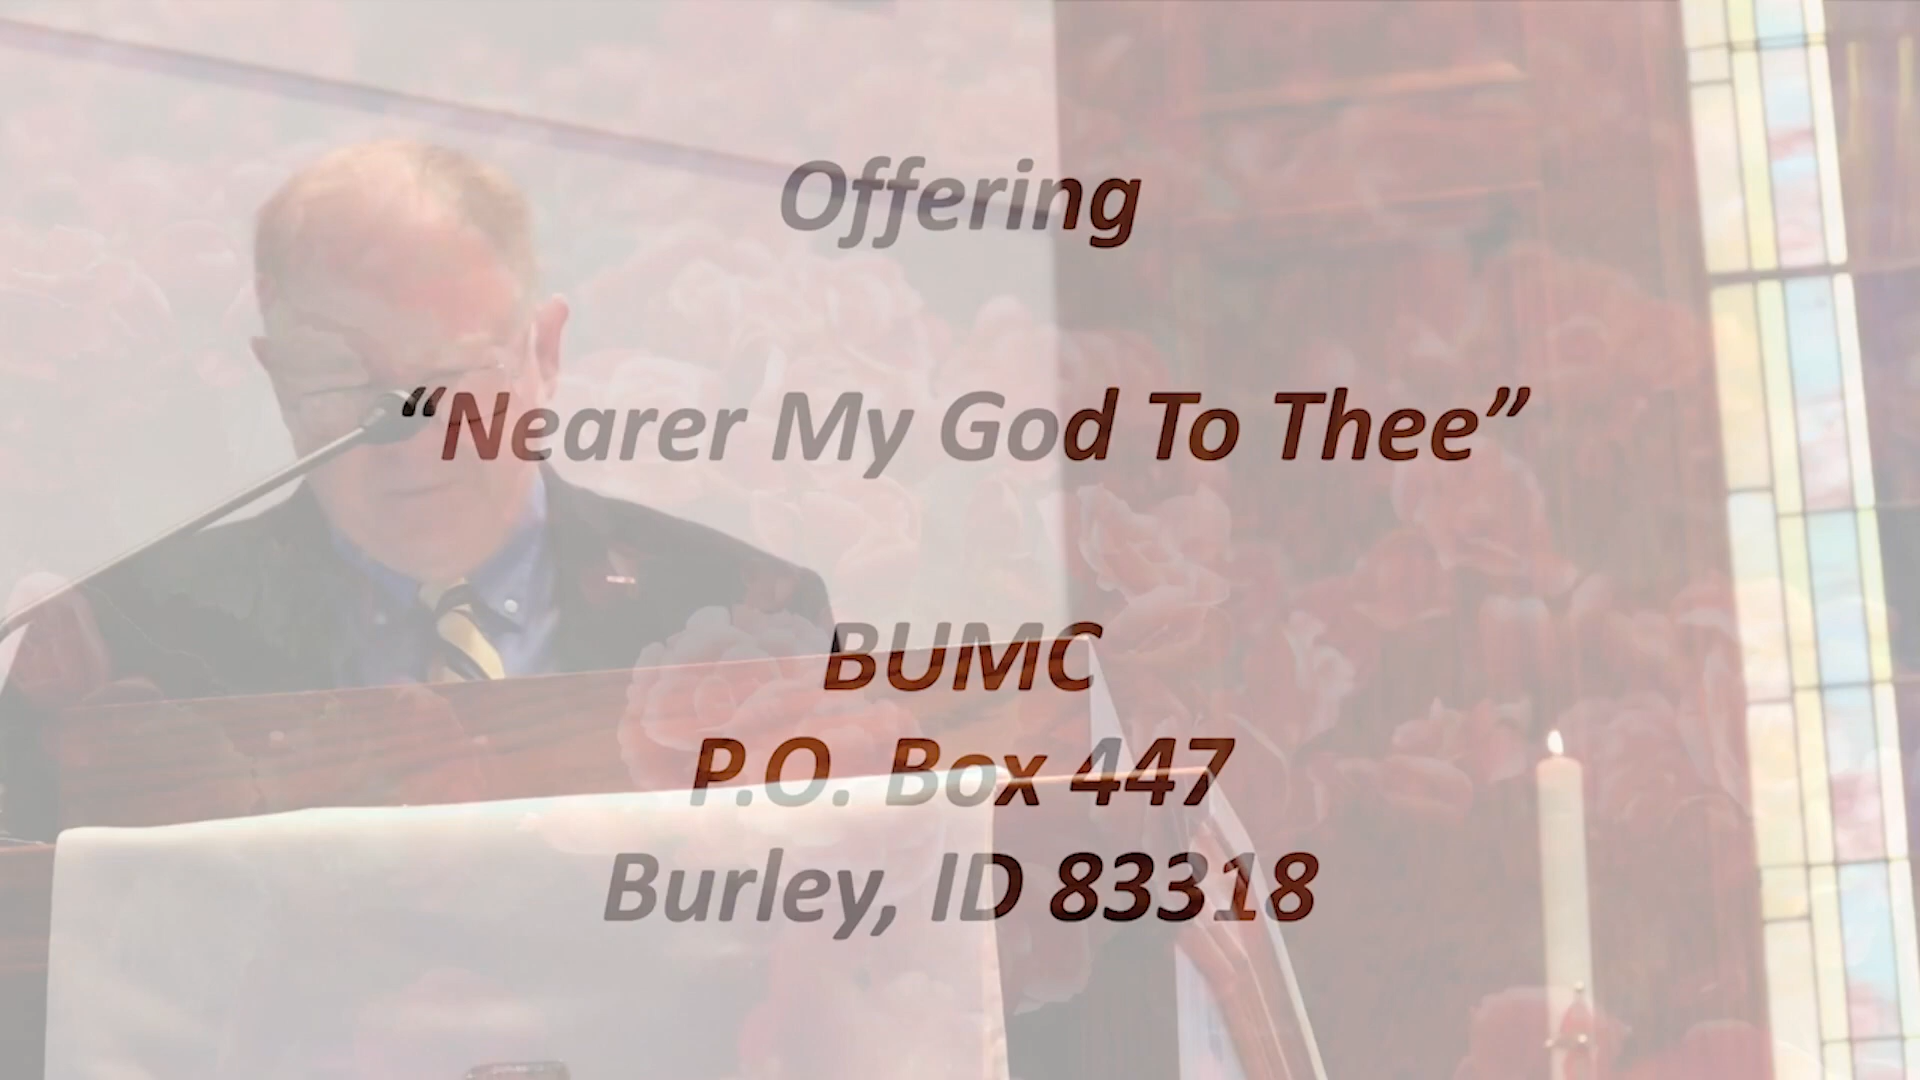 Offering
“Nearer My God To Thee”
BUMC
P.O. Box 447
Burley, ID 83318